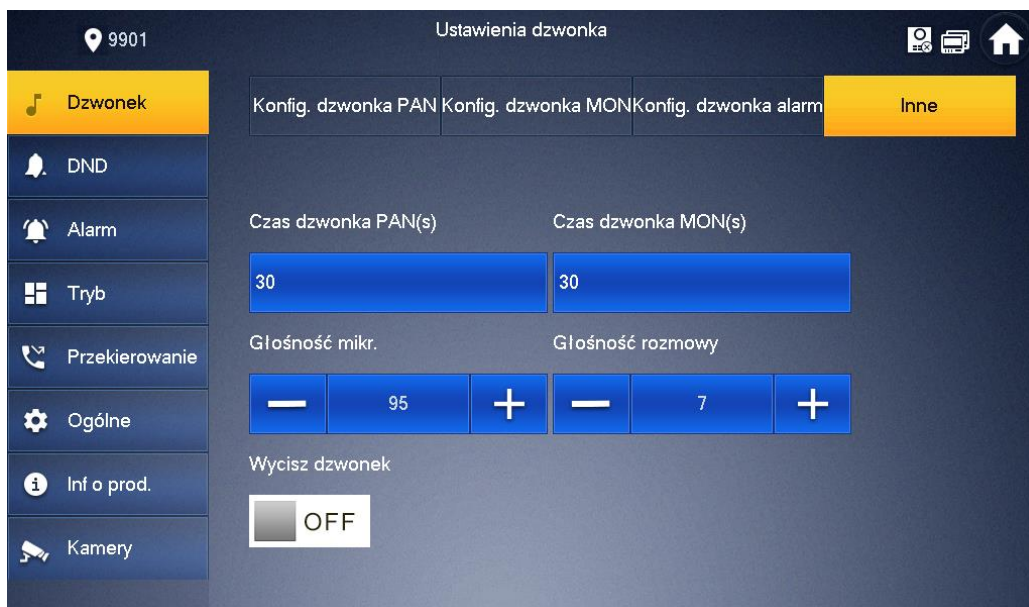 9901
Ustawienia dzwonka
Dzwonek
DND
Alarm
Tryb
Przekierowanie
Ogólne
Inf o prod.
Kamery
Konfig. dzwonka PAN
Konfig. dzwonka MON
Konfig. dzwonka alarm
Inne
Czas dzwonka PAN(s)
Czas dzwonka MON(s)
30
30
Głośność mikr.
Głośność rozmowy
95
7
Wycisz dzwonek
OFF